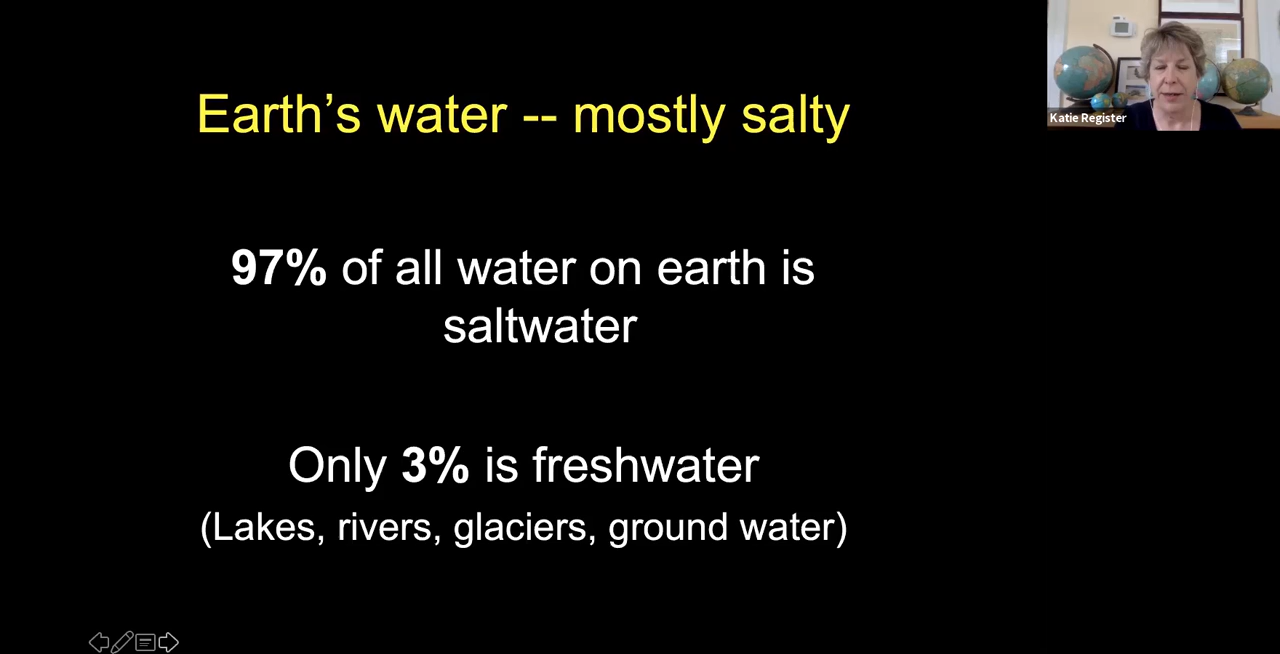 Earth’s water -- mostly salty
97% of all water on earth is
saltwater
Only 3% is freshwater
(Lakes, rivers, glaciers, ground water)
Katie Register